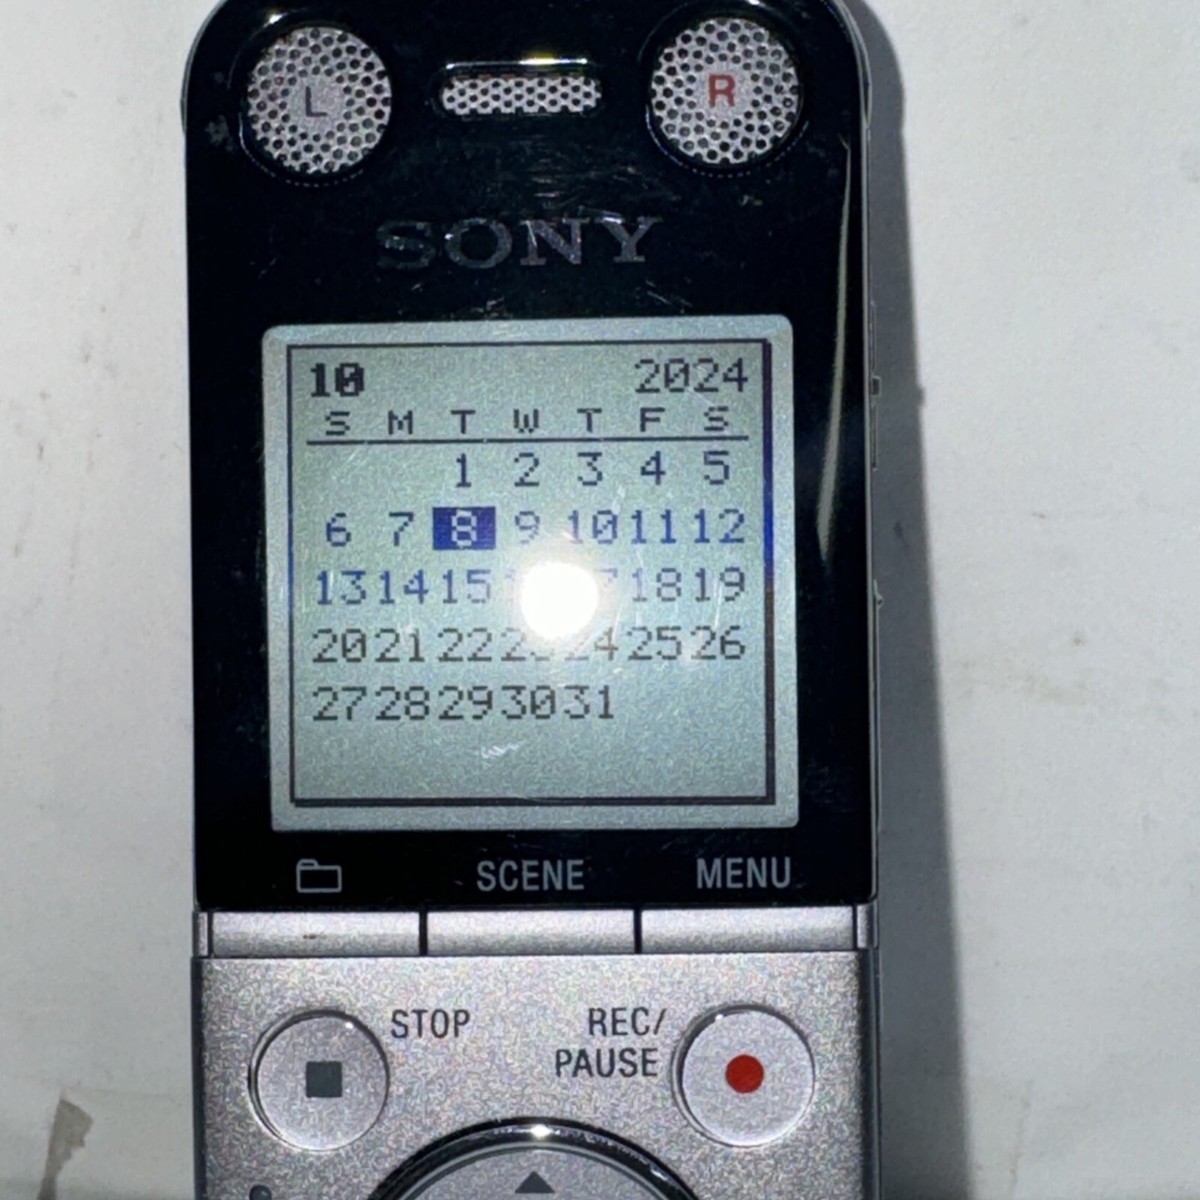 L R
SONY
10 2024
S M T W T F S
1 2 3 4 5
6 7 8 9 10 11 12
13 14 15 18 19
20 21 22 25 26
27 28 29 30 31
SCENE MENU
STOP REC/
PAUSE